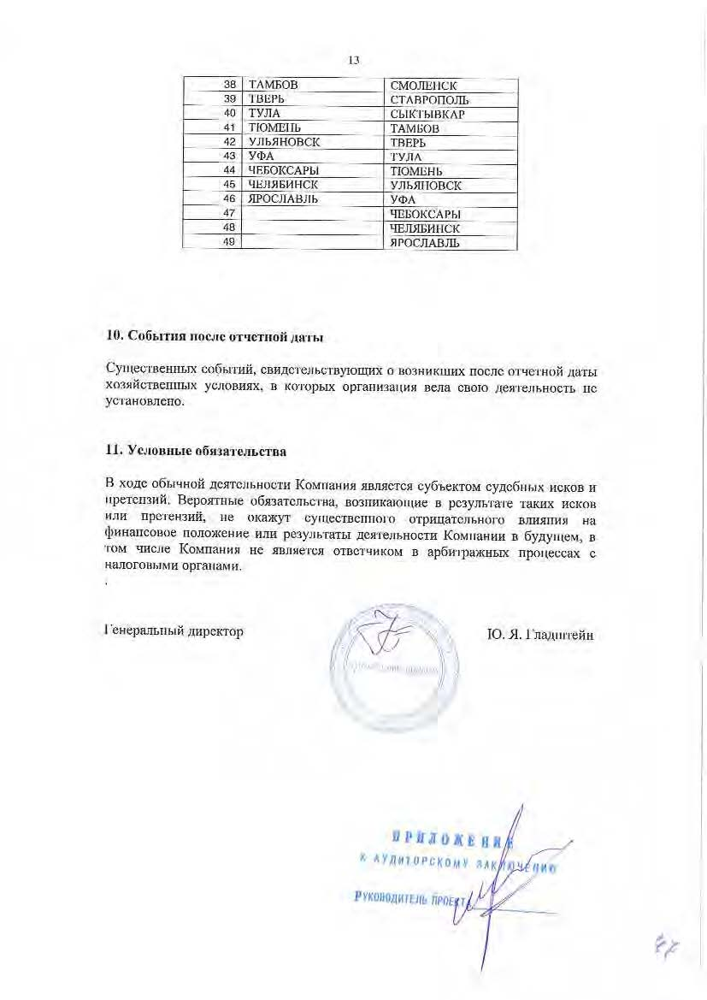 13
38 ТАМБОВ СМОЛЕНСК
39 ТВЕРЬ СТАВРОПОЛЬ
40 ТУЛА СЫКТЫВКАР
41 ТЮМЕНЬ ТАМБОВ
42 УЛЬЯНОВСК ТВЕРЬ
43 УФА ТУЛА
44 ЧЕБОКСАРЫ ТЮМЕНЬ
45 ЧЕЛЯБИНСК УЛЬЯНОВСК
46 ЯРОСЛАВЛЬ УФА
47 ЧЕБОКСАРЫ
48 ЧЕЛЯБИНСК
49 ЯРОСЛАВЛЬ
10. События после отчетной даты
Существенных событий, свидетельствующих о возникших после отчетной даты
хозяйственных условиях, в которых организация вела свою деятельность не
установлено.
11. Условные обязательства
В ходе обычной деятельности Компания является субъектом судебных исков и
претензий. Вероятные обязательства, возникающие в результате таких исков
или претензий, не окажут существенного отрицательного влияния на
финансовое положение или результаты деятельности Компании в будущем, в
том числе Компания не является ответчиком в арбитражных процессах с
налоговыми органами.
.
Генеральный директор Ю. Я. Гладштейн
ПРИЛОЖЕНИЕ
К АУДИТОРСКОМУ ЗАКЛЮЧЕНИЮ
РУКОВОДИТЕЛЬ ПРОЕКТА